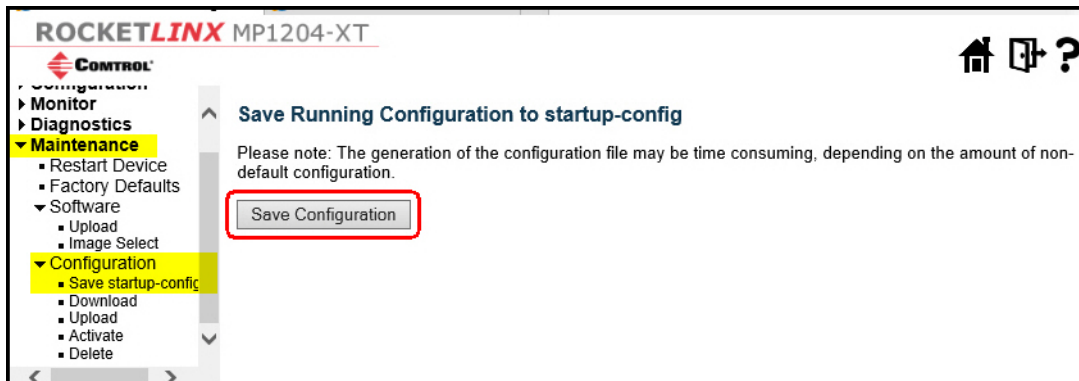 ROCKETLINX MP1204-XT
COMTROL
?
Configuration
Monitor
Diagnostics
Maintenance
Restart Device
Factory Defaults
Software
Upload
Image Select
Configuration
Save startup-config
Download
Upload
Activate
Delete
Save Running Configuration to startup-config
Please note: The generation of the configuration file may be time consuming, depending on the amount of non-
default configuration.
Save Configuration